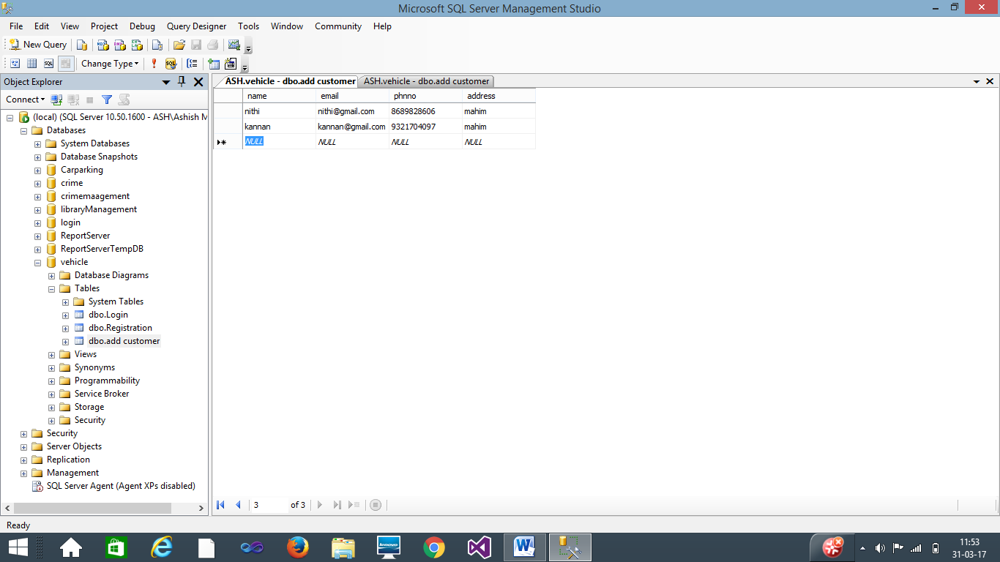 Microsoft SQL Server Management Studio
File Edit View Project Debug Query Designer Tools Window Community Help
New Query
Change Type
Object Explorer
Connect
(local) (SQL Server 10.50.1600 - ASH\Ashish M
Databases
System Databases
Database Snapshots
Carparking
crime
crimemaagement
libraryManagement
login
ReportServer
ReportServerTempDB
vehicle
Database Diagrams
Tables
System Tables
dbo.Login
dbo.Registration
dbo.add customer
Views
Synonyms
Programmability
Service Broker
Storage
Security
Security
Server Objects
Replication
Management
SQL Server Agent (Agent XPs disabled)
ASH.vehicle - dbo.add customer ASH.vehicle - dbo.add customer
name email phnno address
nithi nithi@gmail.com 8689828606 mahim
kannan kannan@gmail.com 9321704097 mahim
NULL NULL NULL NULL
3 of 3
Ready
lenovo
11:53
31-03-17